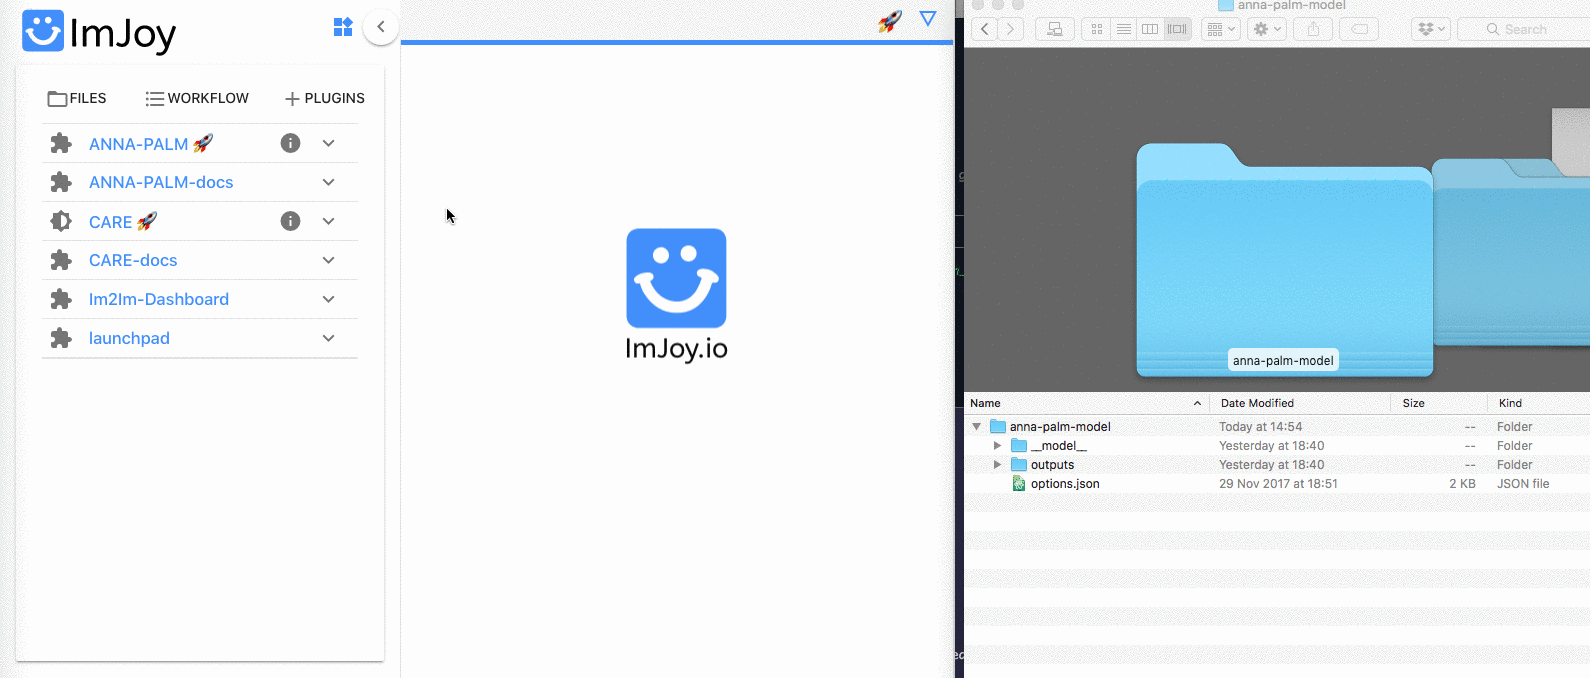 ImJoy
FILES
WORKFLOW
PLUGINS
ANNA-PALM 🚀
ANNA-PALM-docs
CARE 🚀
CARE-docs
Im2Im-Dashboard
launchpad
ImJoy.io
anna-palm-model
Search
anna-palm-model
Name Date Modified Size Kind
anna-palm-model Today at 14:54 -- Folder
__model__ Yesterday at 18:40 -- Folder
outputs Yesterday at 18:40 -- Folder
options.json 29 Nov 2017 at 18:51 2 KB JSON file